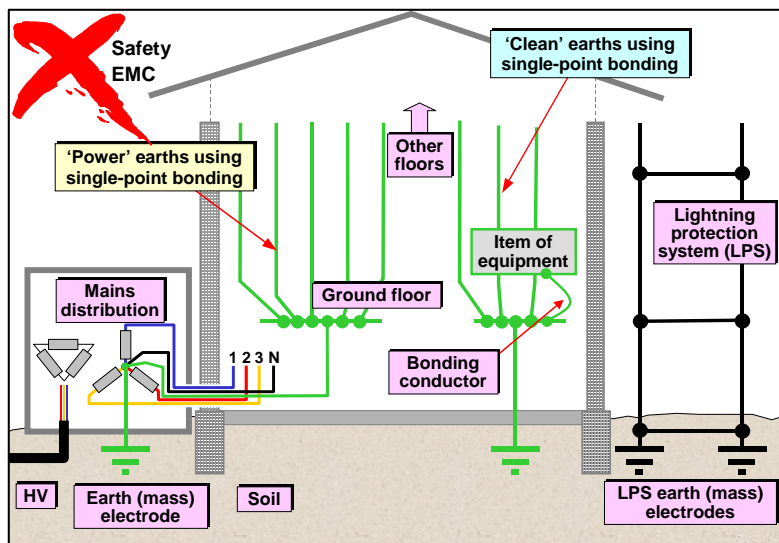 Safety
EMC
'Clean' earths using
single-point bonding
'Power' earths using
single-point bonding
Other
floors
Lightning
protection
system (LPS)
Item of
equipment
Mains
distribution
Ground floor
1 2 3 N
Bonding
conductor
HV
Earth (mass)
electrode
Soil
LPS earth (mass)
electrodes